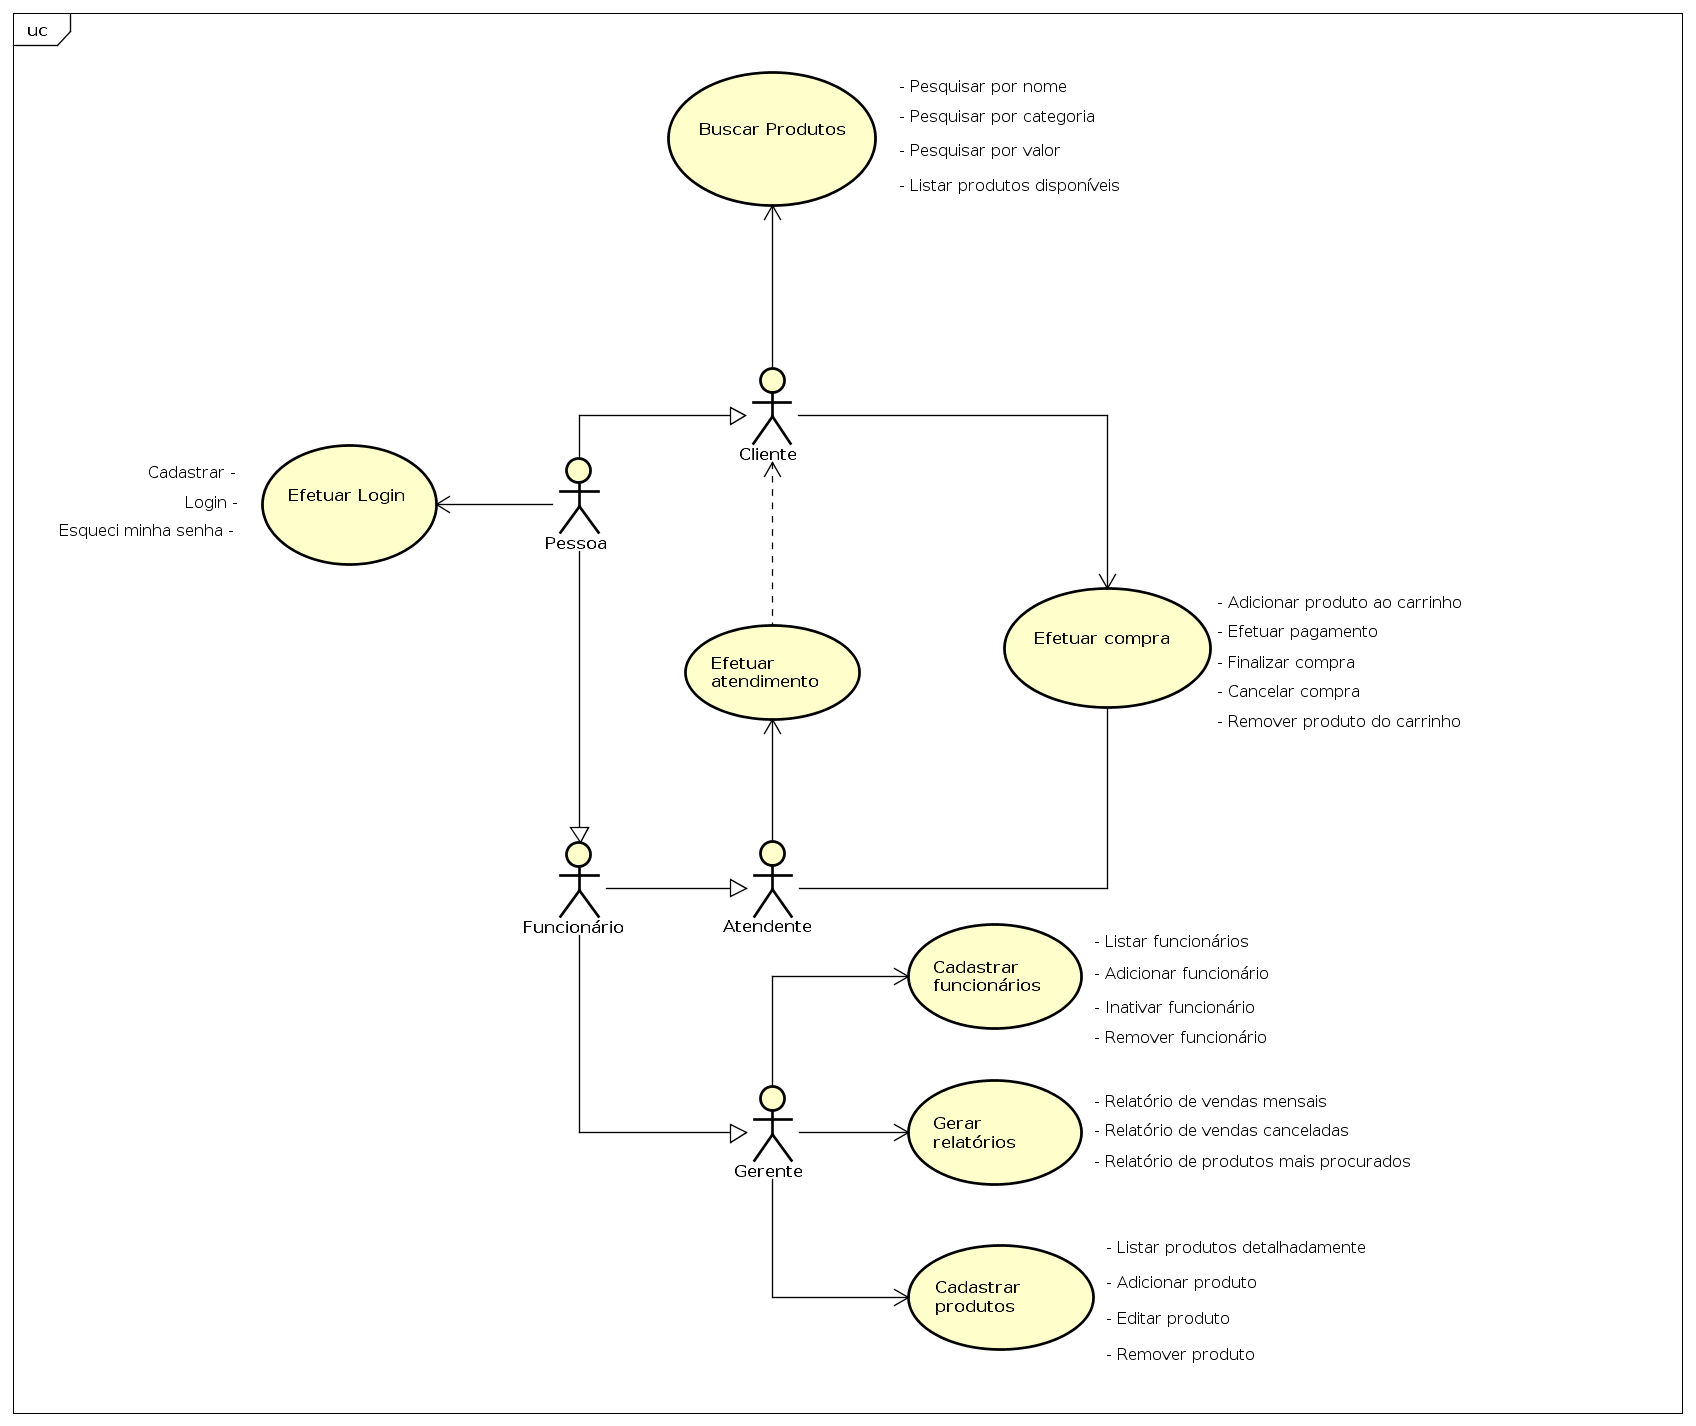 uc
Buscar Produtos
- Pesquisar por nome
- Pesquisar por categoria
- Pesquisar por valor
- Listar produtos disponíveis
Cliente
Cadastrar -
Login -
Esqueci minha senha -
Efetuar Login
Pessoa
Efetuar
atendimento
Efetuar compra
- Adicionar produto ao carrinho
- Efetuar pagamento
- Finalizar compra
- Cancelar compra
- Remover produto do carrinho
Funcionário
Atendente
Cadastrar
funcionários
- Listar funcionários
- Adicionar funcionário
- Inativar funcionário
- Remover funcionário
Gerente
Gerar
relatórios
- Relatório de vendas mensais
- Relatório de vendas canceladas
- Relatório de produtos mais procurados
Cadastrar
produtos
- Listar produtos detalhadamente
- Adicionar produto
- Editar produto
- Remover produto